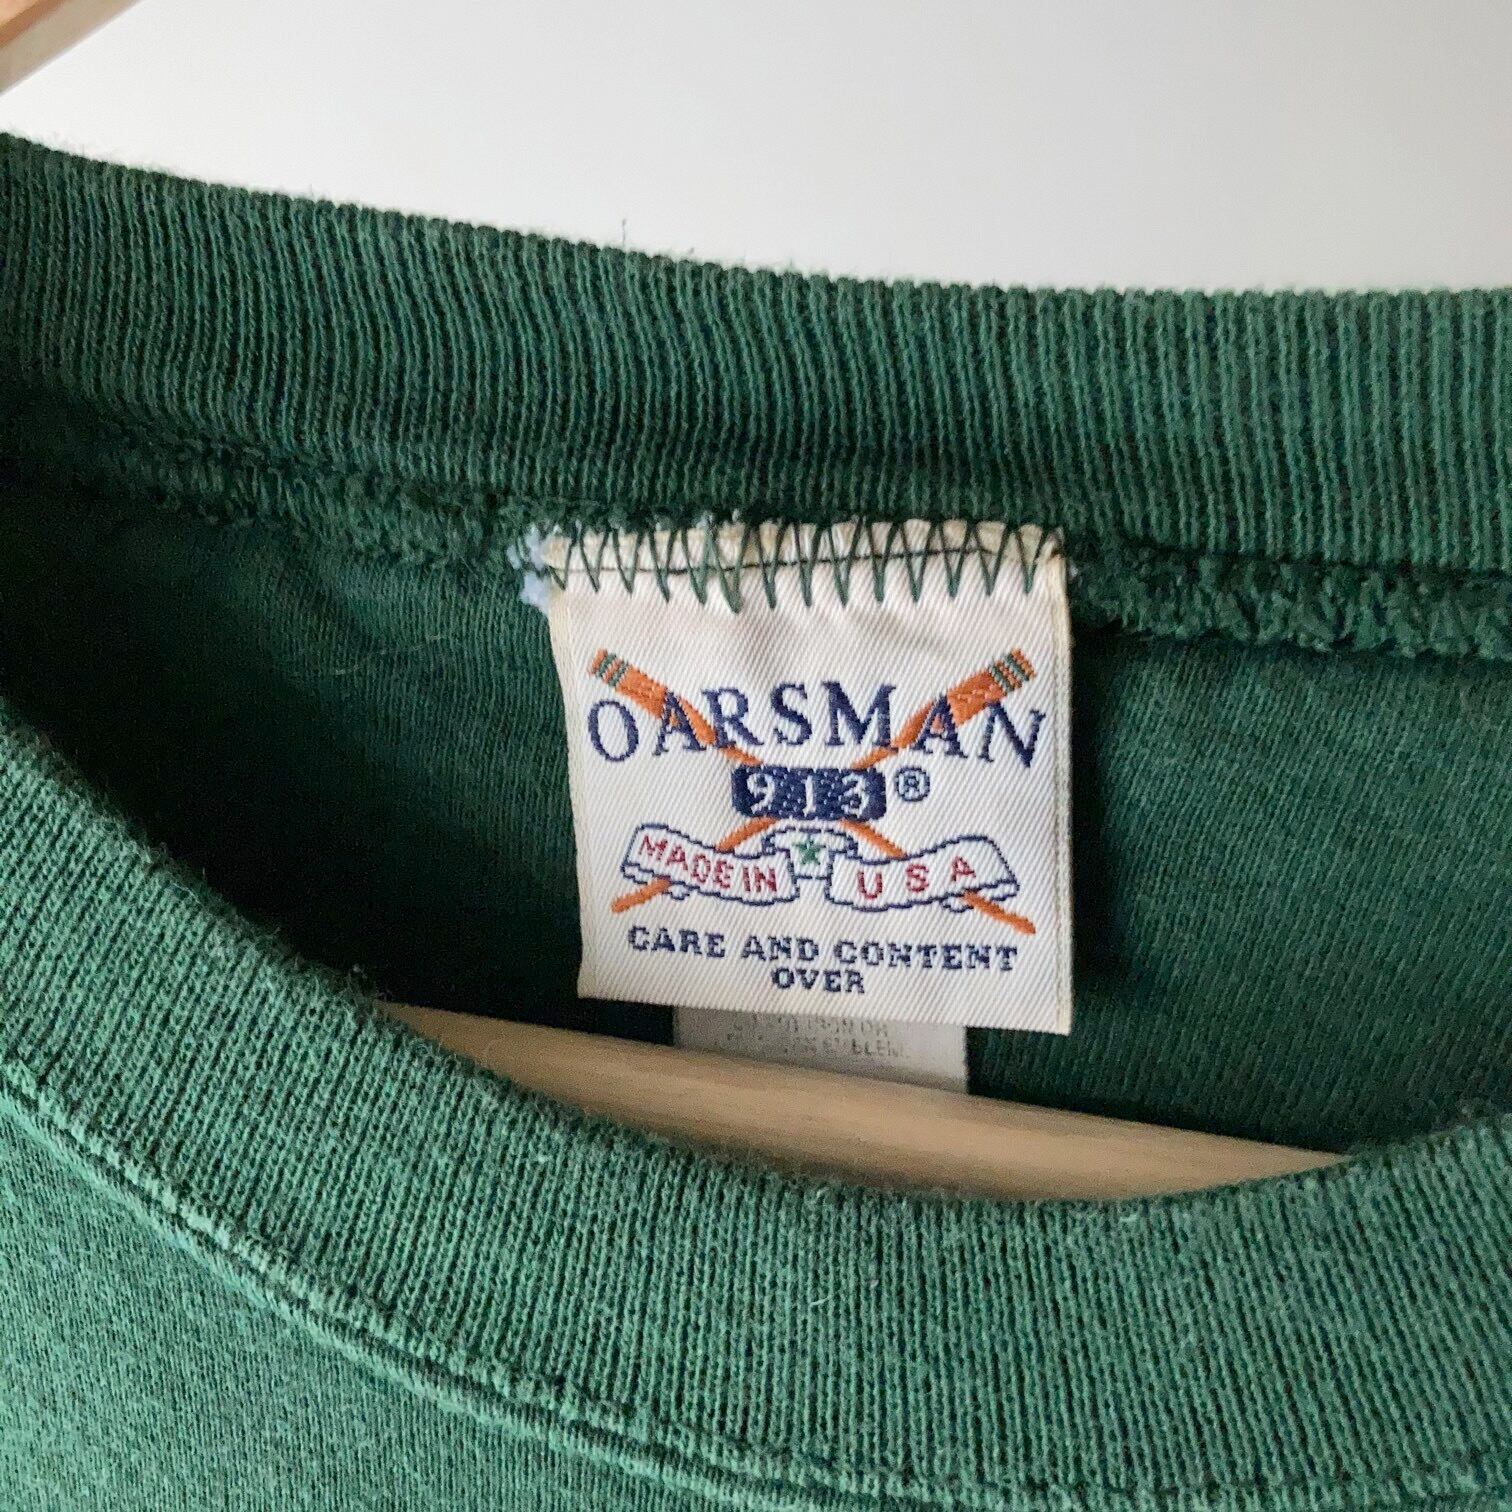 OARSMAN
913®
MADE IN USA
CARE AND CONTENT
OVER